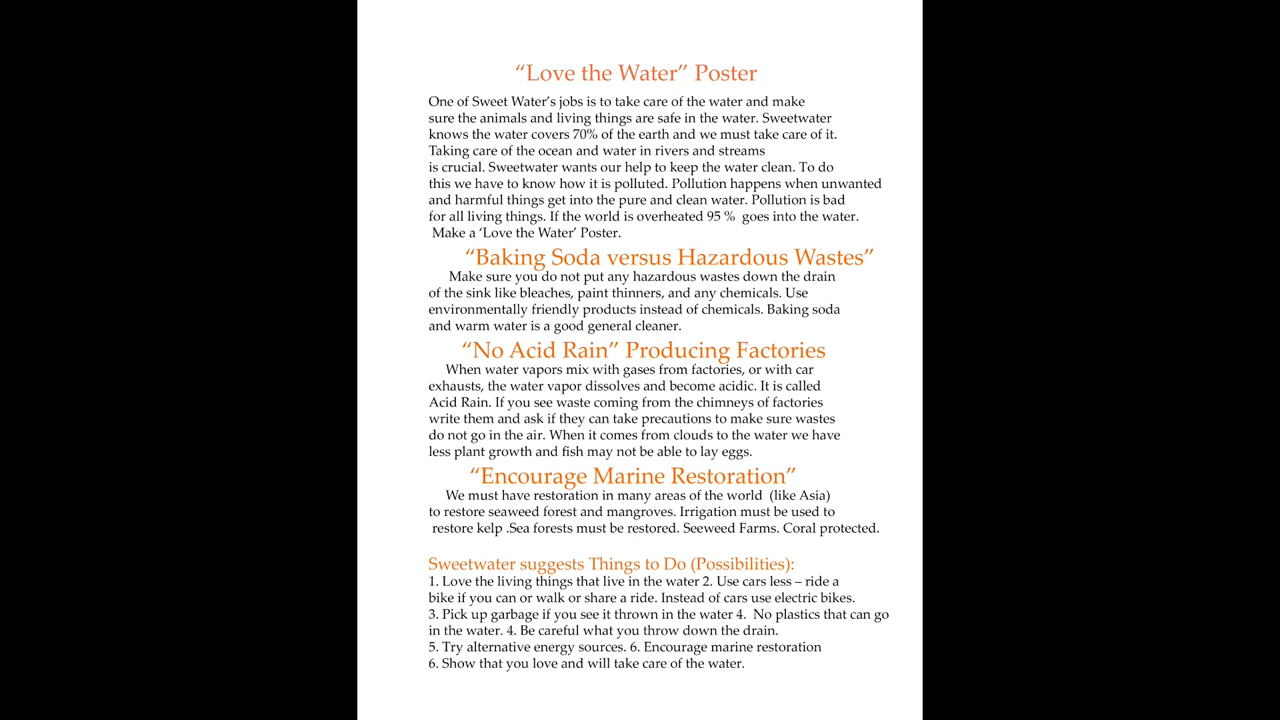 “Love the Water” Poster
One of Sweet Water’s jobs is to take care of the water and make
sure the animals and living things are safe in the water. Sweetwater
knows the water covers 70% of the earth and we must take care of it.
Taking care of the ocean and water in rivers and streams
is crucial. Sweetwater wants our help to keep the water clean. To do
this we have to know how it is polluted. Pollution happens when unwanted
and harmful things get into the pure and clean water. Pollution is bad
for all living things. If the world is overheated 95 %  goes into the water.
Make a ‘Love the Water’ Poster.
“Baking Soda versus Hazardous Wastes”
Make sure you do not put any hazardous wastes down the drain
of the sink like bleaches, paint thinners, and any chemicals. Use
environmentally friendly products instead of chemicals. Baking soda
and warm water is a good general cleaner.
“No Acid Rain” Producing Factories
When water vapors mix with gases from factories, or with car
exhausts, the water vapor dissolves and become acidic. It is called
Acid Rain. If you see waste coming from the chimneys of factories
write them and ask if they can take precautions to make sure wastes
do not go in the air. When it comes from clouds to the water we have
less plant growth and fish may not be able to lay eggs.
“Encourage Marine Restoration”
We must have restoration in many areas of the world  (like Asia)
to restore seaweed forest and mangroves. Irrigation must be used to
restore kelp .Sea forests must be restored. Seeweed Farms. Coral protected.
Sweetwater suggests Things to Do (Possibilities):
1. Love the living things that live in the water 2. Use cars less – ride a
bike if you can or walk or share a ride. Instead of cars use electric bikes.
3. Pick up garbage if you see it thrown in the water 4.  No plastics that can go
in the water. 4. Be careful what you throw down the drain.
5. Try alternative energy sources. 6. Encourage marine restoration
6. Show that you love and will take care of the water.